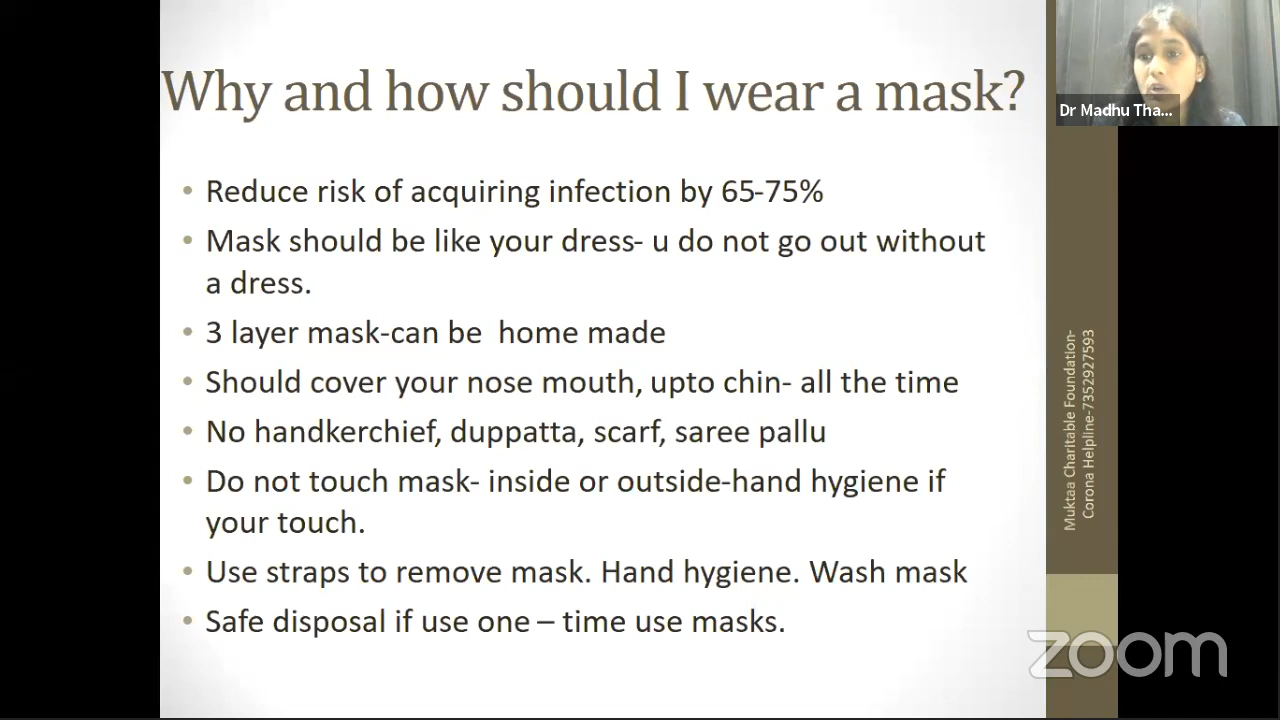 Why and how should I wear a mask?
Dr Madhu Tha...
• Reduce risk of acquiring infection by 65-75%
• Mask should be like your dress- u do not go out without
a dress.
• 3 layer mask-can be  home made
• Should cover your nose mouth, upto chin- all the time
• No handkerchief, duppatta, scarf, saree pallu
• Do not touch mask- inside or outside-hand hygiene if
your touch.
• Use straps to remove mask. Hand hygiene. Wash mask
• Safe disposal if use one – time use masks.
Muktaa Charitable Foundation-
Corona Helpline-7352927593
zoom